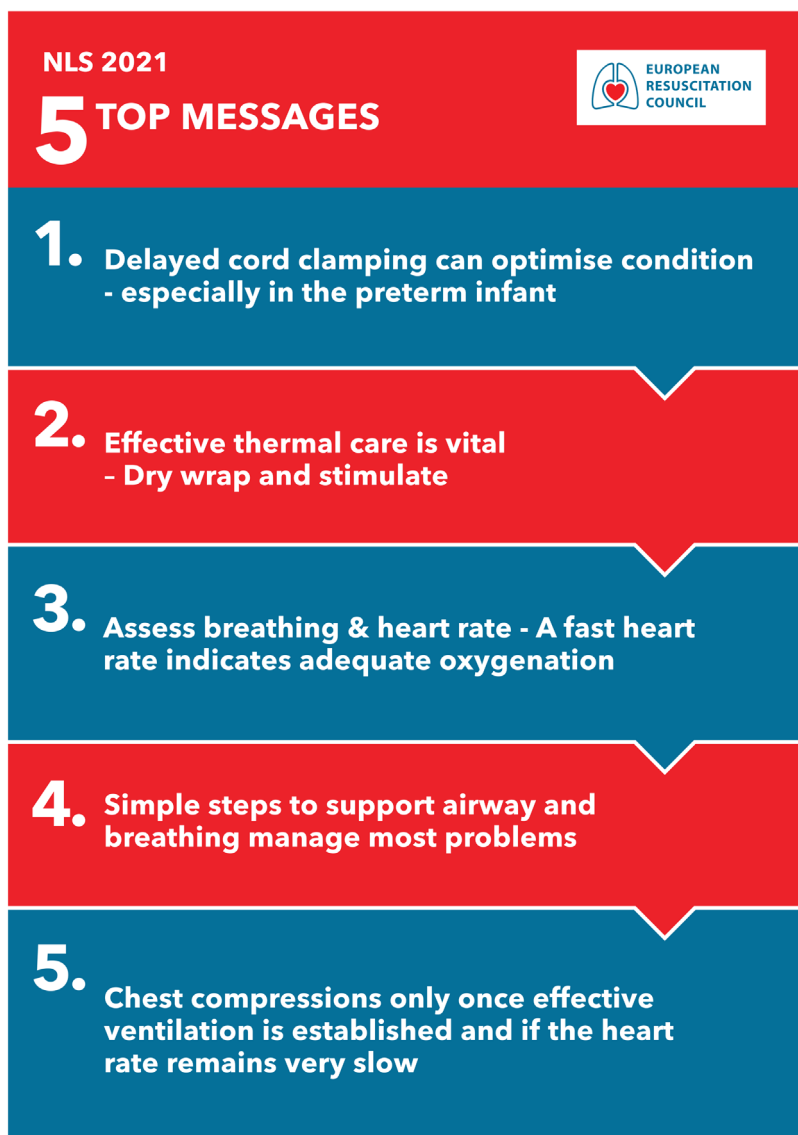 NLS 2021
5 TOP MESSAGES
EUROPEAN
RESUSCITATION
COUNCIL
1. Delayed cord clamping can optimise condition
- especially in the preterm infant
2. Effective thermal care is vital
– Dry wrap and stimulate
3. Assess breathing & heart rate - A fast heart
rate indicates adequate oxygenation
4. Simple steps to support airway and
breathing manage most problems
5. Chest compressions only once effective
ventilation is established and if the heart
rate remains very slow